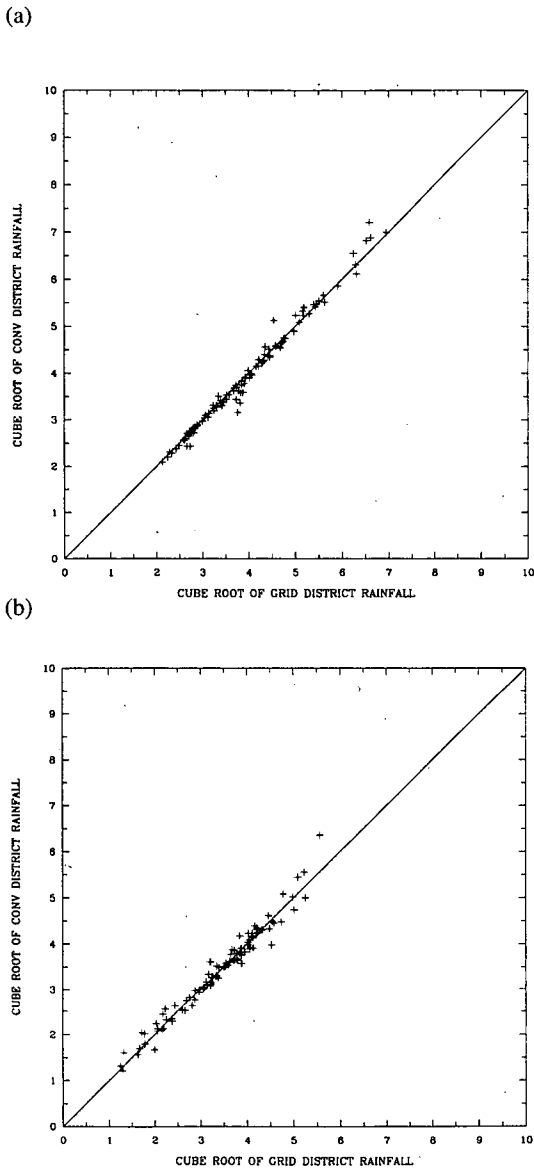 (a)
10
9
8
7
6
5
4
3
2
1
0
CUBE ROOT OF CONV DISTRICT RAINFALL
0 1 2 3 4 5 6 7 8 9 10
CUBE ROOT OF GRID DISTRICT RAINFALL
(b)
10
9
8
7
6
5
4
3
2
1
0
CUBE ROOT OF CONV DISTRICT RAINFALL
0 1 2 3 4 5 6 7 8 9 10
CUBE ROOT OF GRID DISTRICT RAINFALL